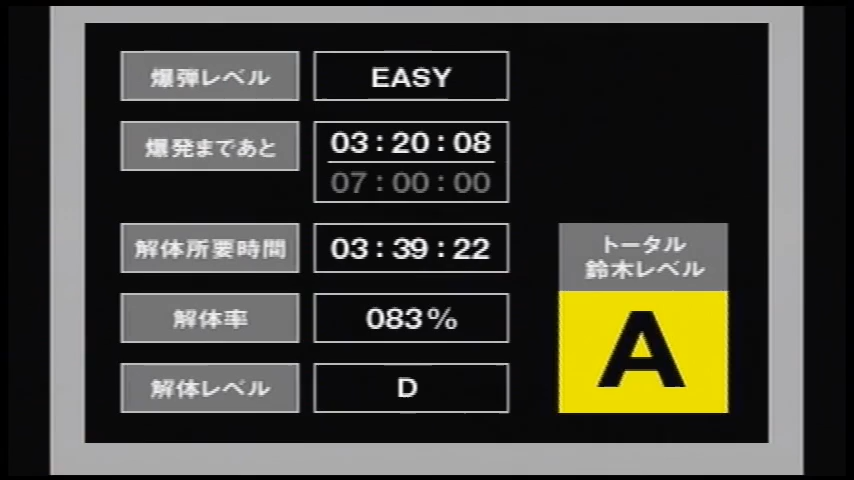 爆弾レベル
EASY
爆発まであと
03:20:08
07:00:00
解体所要時間
03:39:22
解体率
083%
解体レベル
D
トータル
鈴木レベル
A